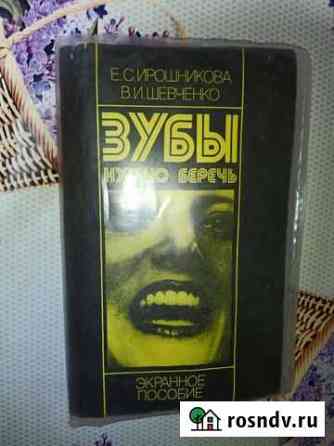 Е.С.ИРОШНИКОВА
В.И.ШЕВЧЕНКО
ЗУБЫ
НУЖНО БЕРЕЧЬ
ЭКРАННОЕ
ПОСОБИЕ
rosndv.ru